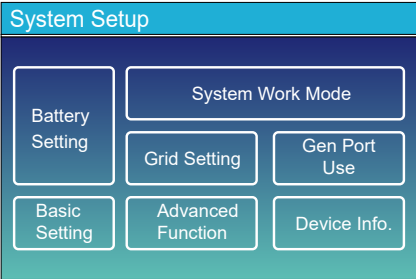 System Setup
Battery
Setting
System Work Mode
Grid Setting
Gen Port
Use
Basic
Setting
Advanced
Function
Device Info.